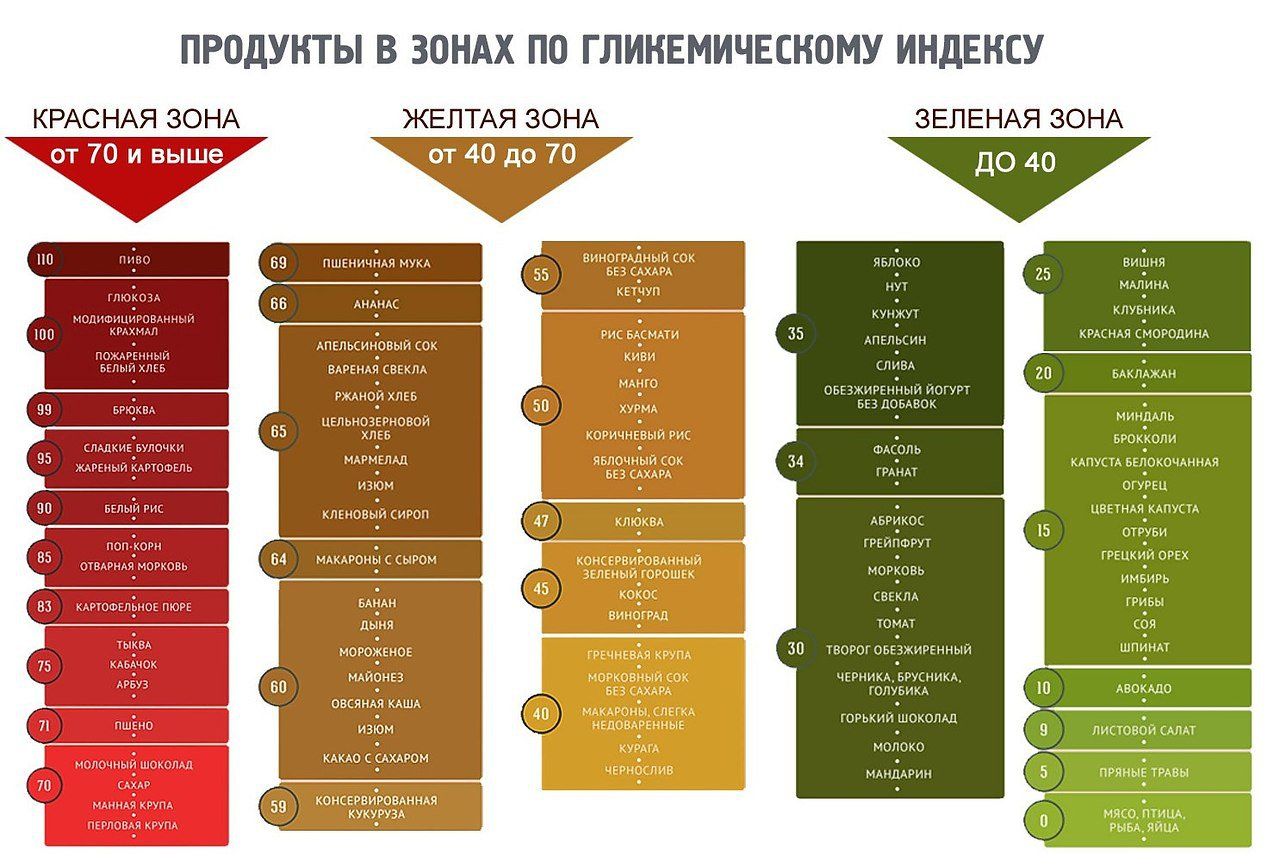 ПРОДУКТЫ В ЗОНАХ ПО ГЛИКЕМИЧЕСКОМУ ИНДЕКСУ
КРАСНАЯ ЗОНА
от 70 и выше
110
ПИВО
100
ГЛЮКОЗА
МОДИФИЦИРОВАННЫЙ
КРАХМАЛ
ПОЖАРЕННЫЙ
БЕЛЫЙ ХЛЕБ
99
БРЮКВА
95
СЛАДКИЕ БУЛОЧКИ
ЖАРЕНЫЙ КАРТОФЕЛЬ
90
БЕЛЫЙ РИС
85
ПОП-КОРН
ОТВАРНАЯ МОРКОВЬ
83
КАРТОФЕЛЬНОЕ ПЮРЕ
75
ТЫКВА
КАБАЧОК
АРБУЗ
71
ПШЕНО
70
МОЛОЧНЫЙ ШОКОЛАД
САХАР
МАННАЯ КРУПА
ПЕРЛОВАЯ КРУПА
ЖЕЛТАЯ ЗОНА
от 40 до 70
69
ПШЕНИЧНАЯ МУКА
66
АНАНАС
65
АПЕЛЬСИНОВЫЙ СОК
ВАРЕНАЯ СВЕКЛА
РЖАНОЙ ХЛЕБ
ЦЕЛЬНОЗЕРНОВОЙ
ХЛЕБ
МАРМЕЛАД
ИЗЮМ
КЛЕНОВЫЙ СИРОП
64
МАКАРОНЫ С СЫРОМ
60
БАНАН
ДЫНЯ
МОРОЖЕНОЕ
МАЙОНЕЗ
ОВСЯНАЯ КАША
ИЗЮМ
КАКАО С САХАРОМ
59
КОНСЕРВИРОВАННАЯ
КУКУРУЗА
55
ВИНОГРАДНЫЙ СОК
БЕЗ САХАРА
КЕТЧУП
50
РИС БАСМАТИ
КИВИ
МАНГО
ХУРМА
КОРИЧНЕВЫЙ РИС
ЯБЛОЧНЫЙ СОК
БЕЗ САХАРА
47
КЛЮКВА
45
КОНСЕРВИРОВАННЫЙ
ЗЕЛЕНЫЙ ГОРОШЕК
КОКОС
ВИНОГРАД
40
ГРЕЧНЕВАЯ КРУПА
МОРКОВНЫЙ СОК
БЕЗ САХАРА
МАКАРОНЫ, СЛЕГКА
НЕДОВАРЕННЫЕ
КУРАГА
ЧЕРНОСЛИВ
ЗЕЛЕНАЯ ЗОНА
ДО 40
35
ЯБЛОКО
НУТ
КУНЖУТ
АПЕЛЬСИН
СЛИВА
ОБЕЗЖИРЕННЫЙ ЙОГУРТ
БЕЗ ДОБАВОК
34
ФАСОЛЬ
ГРАНАТ
30
АБРИКОС
ГРЕЙПФРУТ
МОРКОВЬ
СВЕКЛА
ТОМАТ
ТВОРОГ ОБЕЗЖИРЕННЫЙ
ЧЕРНИКА, БРУСНИКА,
ГОЛУБИКА
ГОРЬКИЙ ШОКОЛАД
МОЛОКО
МАНДАРИН
25
ВИШНЯ
МАЛИНА
КЛУБНИКА
КРАСНАЯ СМОРОДИНА
20
БАКЛАЖАН
15
МИНДАЛЬ
БРОККОЛИ
КАПУСТА БЕЛОКОЧАННАЯ
ОГУРЕЦ
ЦВЕТНАЯ КАПУСТА
ОТРУБИ
ГРЕЦКИЙ ОРЕХ
ИМБИРЬ
ГРИБЫ
СОЯ
ШПИНАТ
10
АВОКАДО
9
ЛИСТОВОЙ САЛАТ
5
ПРЯНЫЕ ТРАВЫ
0
МЯСО, ПТИЦА,
РЫБА, ЯЙЦА